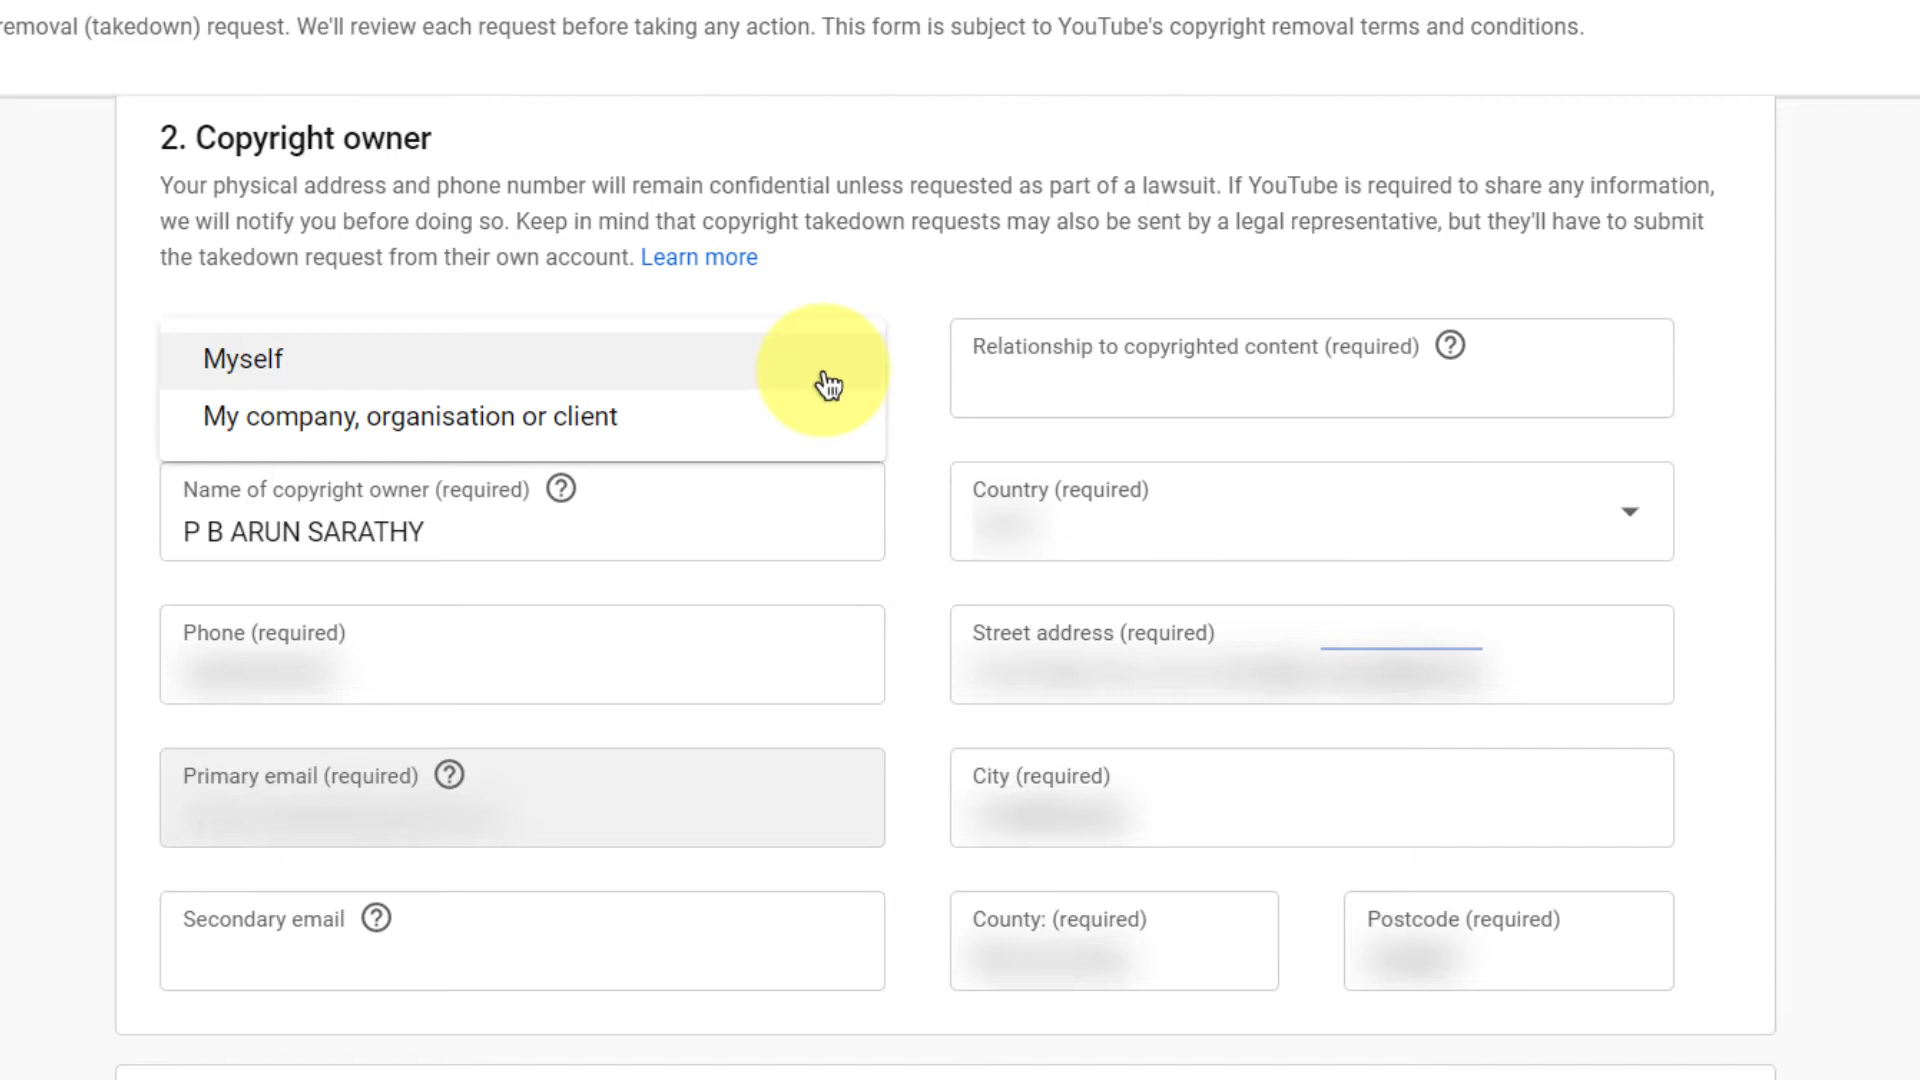 emoval (takedown) request. We'll review each request before taking any action. This form is subject to YouTube's copyright removal terms and conditions.
2. Copyright owner
Your physical address and phone number will remain confidential unless requested as part of a lawsuit. If YouTube is required to share any information,
we will notify you before doing so. Keep in mind that copyright takedown requests may also be sent by a legal representative, but they'll have to submit
the takedown request from their own account. Learn more
Myself
My company, organisation or client
Relationship to copyrighted content (required) ?
Name of copyright owner (required) ?
P B ARUN SARATHY
Country (required)
Phone (required)
Street address (required)
Primary email (required) ?
City (required)
Secondary email ?
County: (required)
Postcode (required)